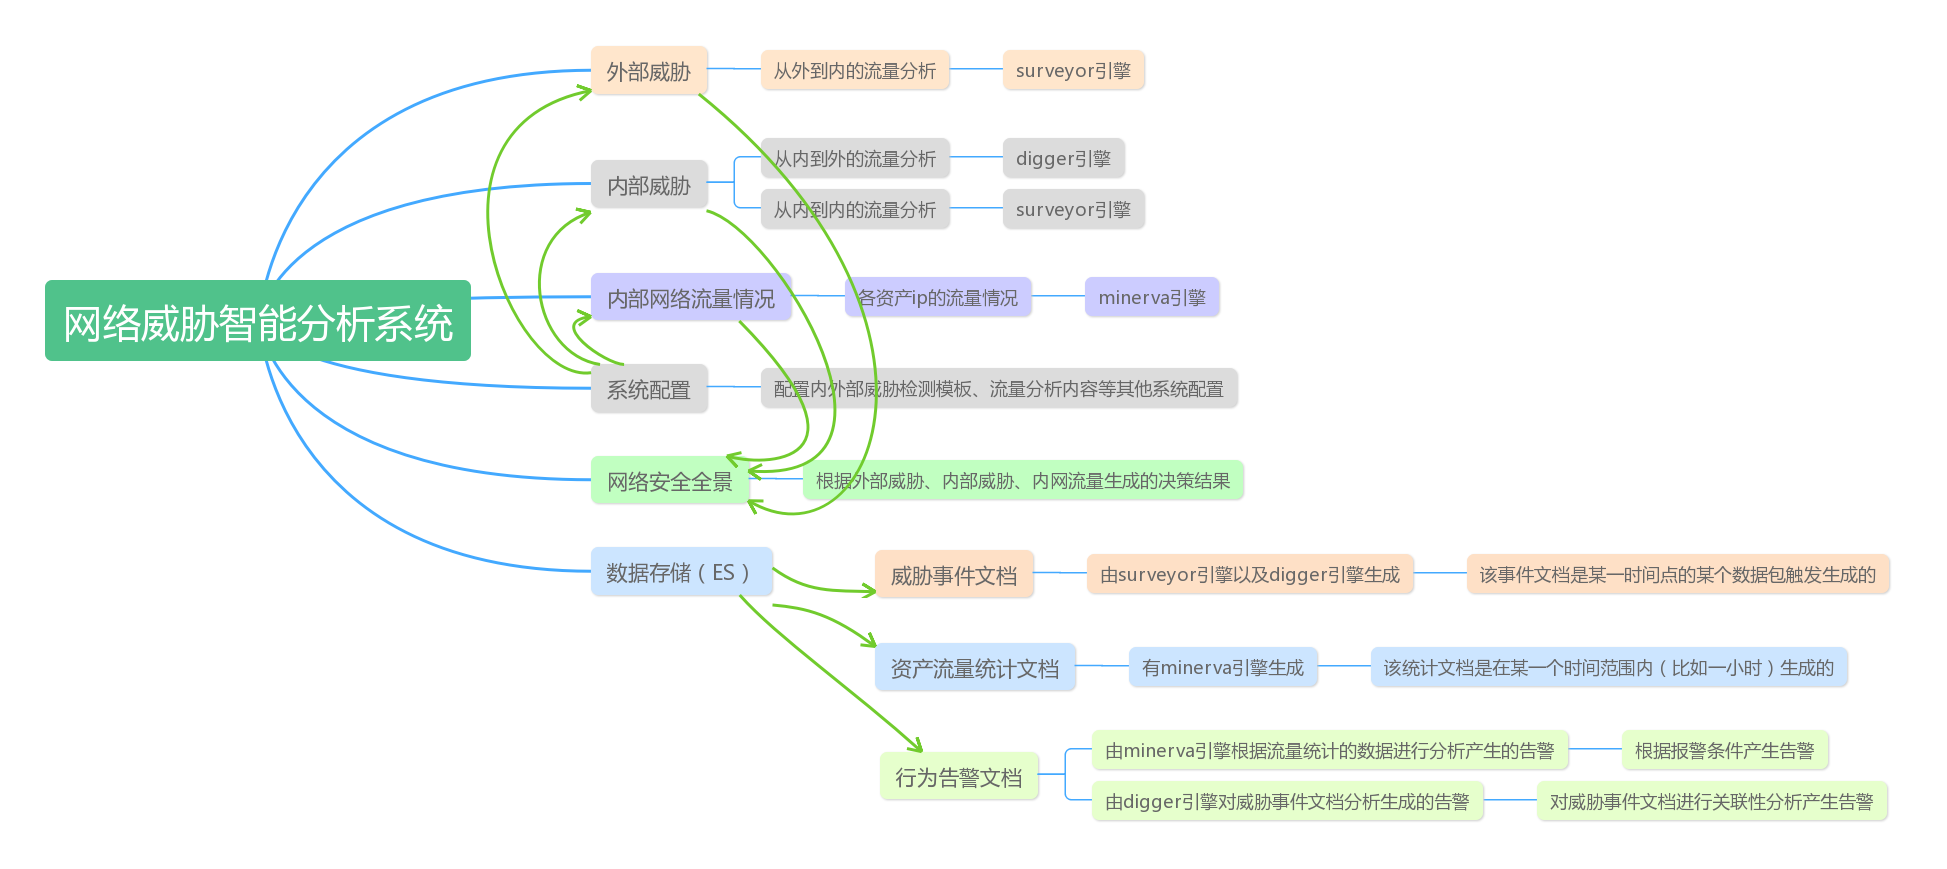 网络威胁智能分析系统
外部威胁
从外到内的流量分析
surveyor引擎
内部威胁
从内到外的流量分析
digger引擎
从内到内的流量分析
surveyor引擎
内部网络流量情况
各资产ip的流量情况
minerva引擎
系统配置
配置内外部威胁检测模板、流量分析内容等其他系统配置
网络安全全景
根据外部威胁、内部威胁、内网流量生成的决策结果
数据存储（ES）
威胁事件文档
由surveyor引擎以及digger引擎生成
该事件文档是某一时间点的某个数据包触发生成的
资产流量统计文档
有minerva引擎生成
该统计文档是在某一个时间范围内（比如一小时）生成的
行为告警文档
由minerva引擎根据流量统计的数据进行分析产生的告警
根据报警条件产生告警
由digger引擎对威胁事件文档分析生成的告警
对威胁事件文档进行关联性分析产生告警